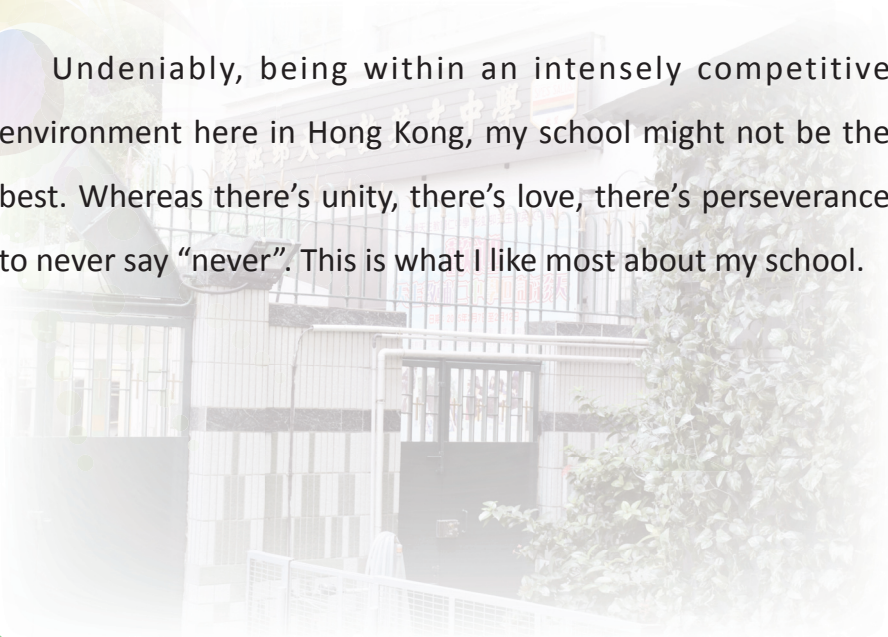 Undeniably, being within an intensely competitive
environment here in Hong Kong, my school might not be the
best. Whereas there’s unity, there’s love, there’s perseverance
to never say “never”. This is what I like most about my school.